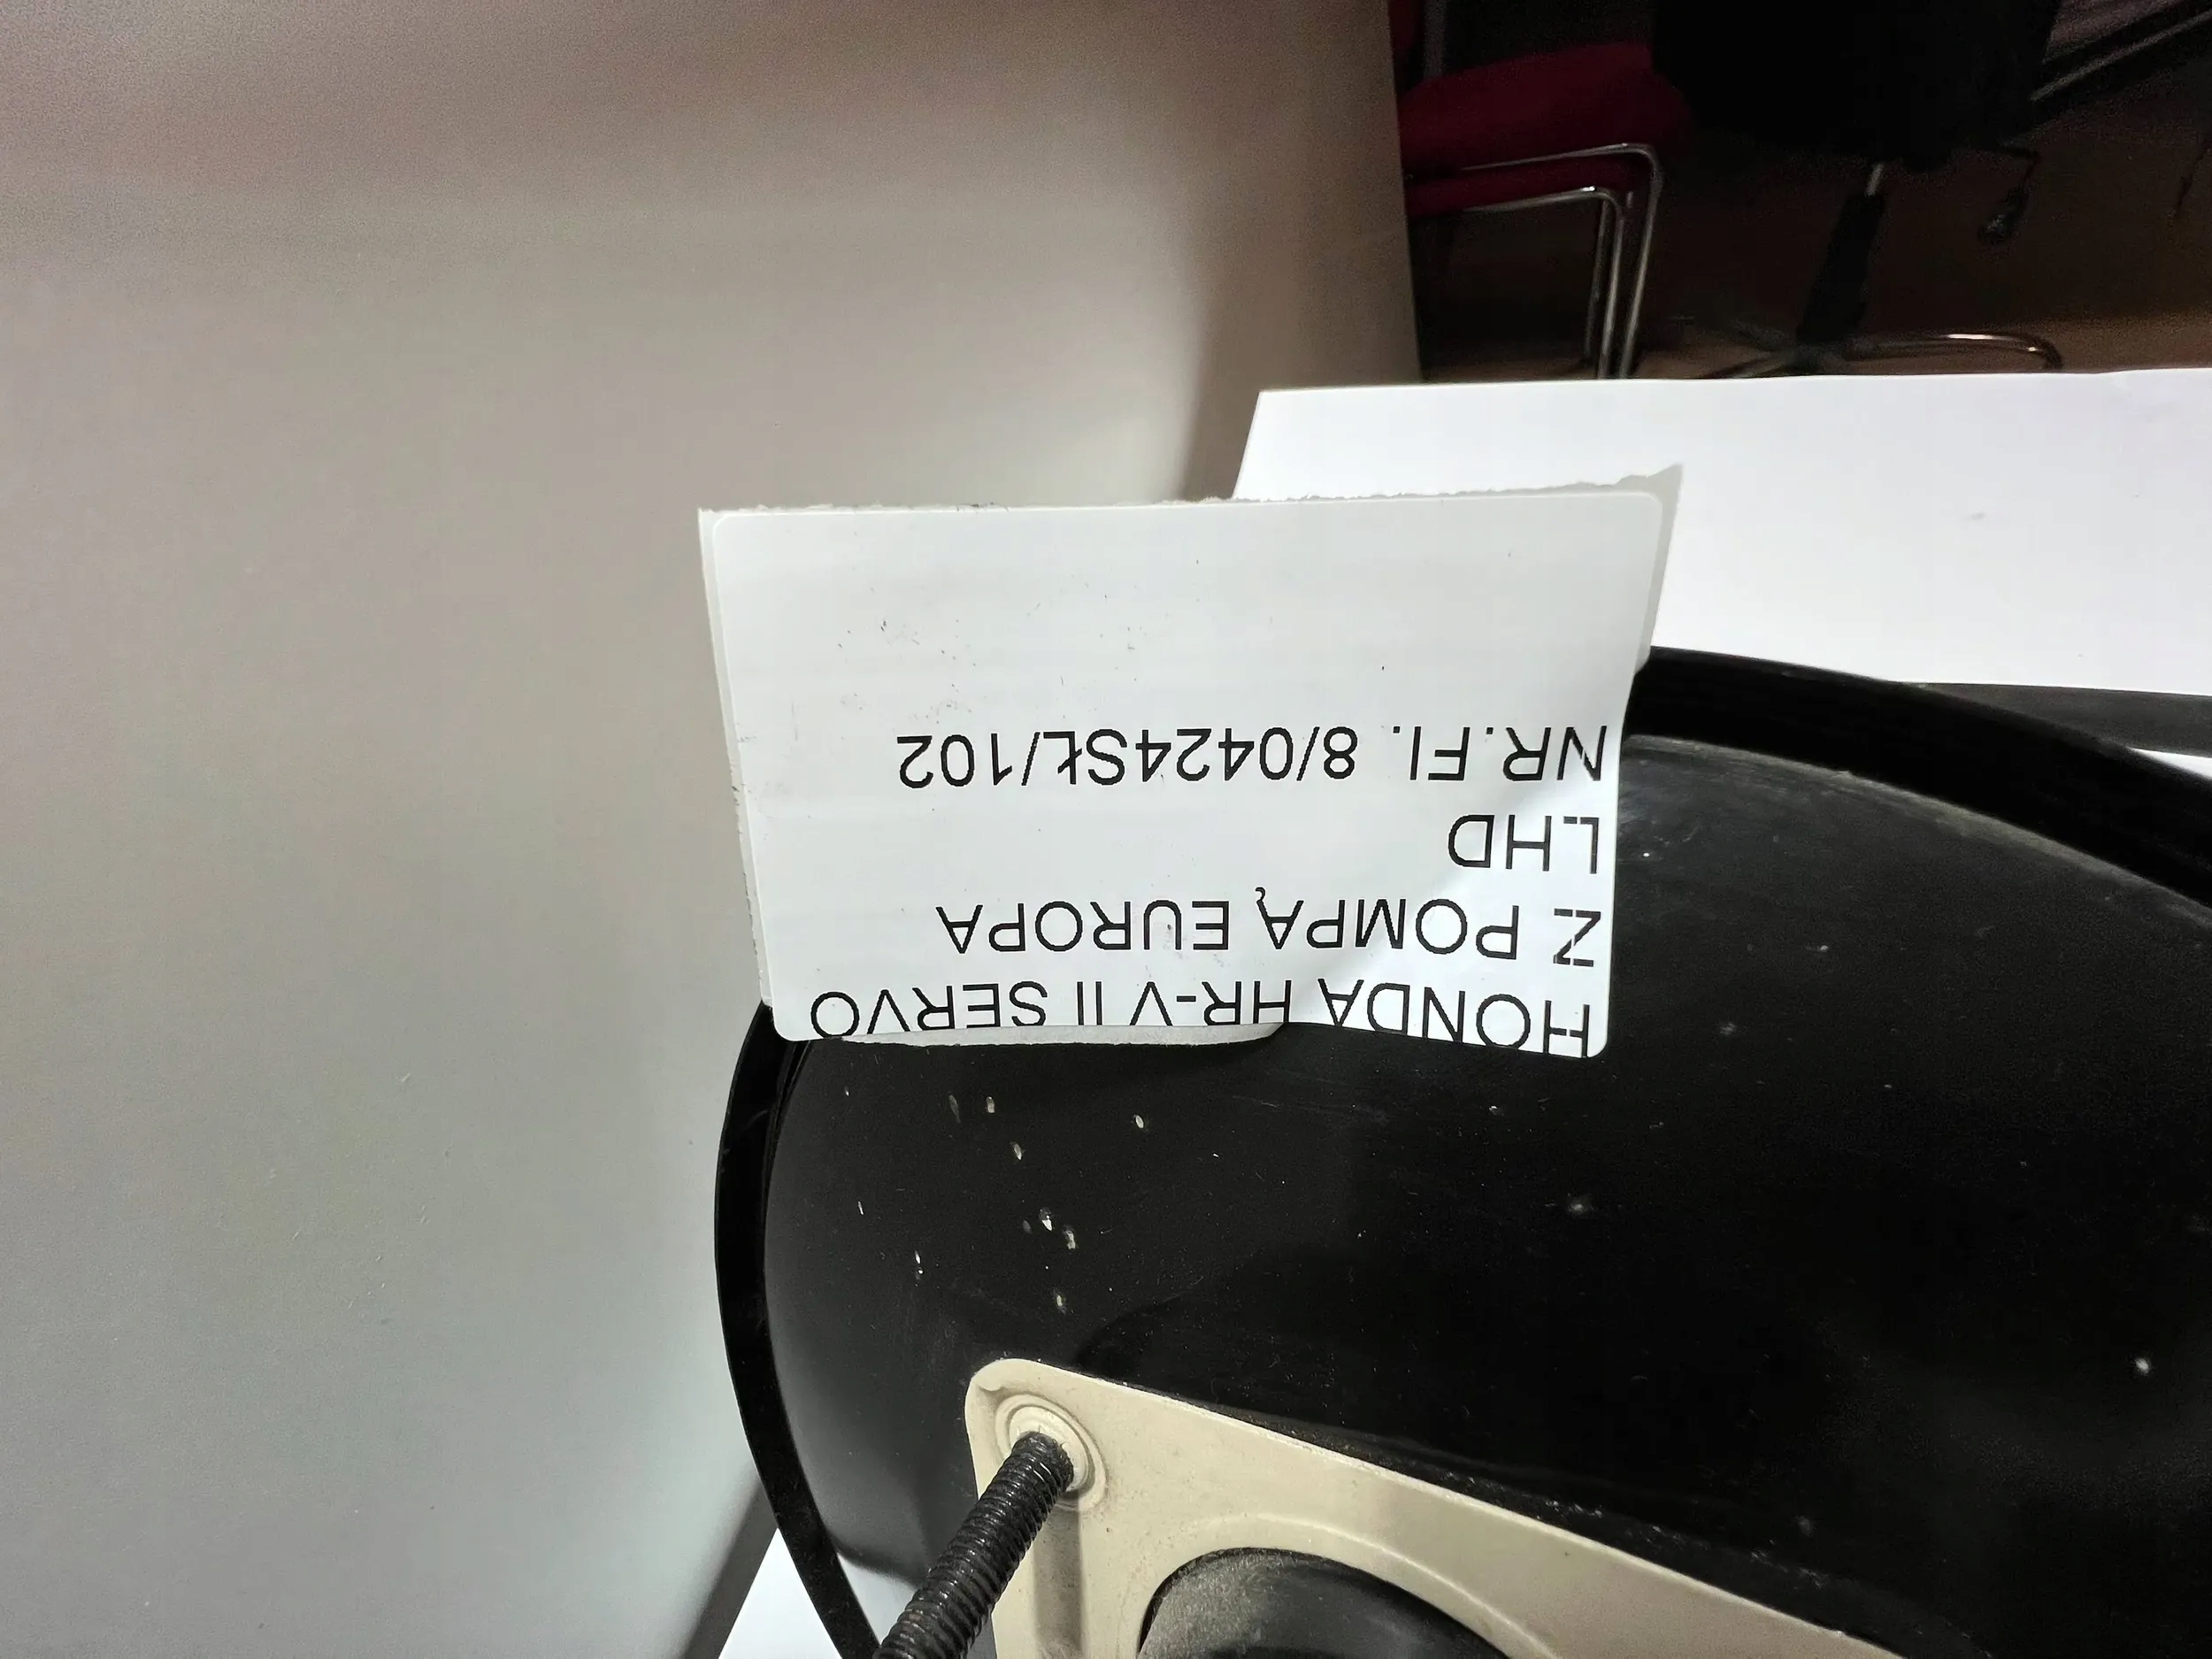 HONDA HR-V II SERVO
Z POMPĄ EUROPA
LHD
NR.FI. 8/0424SŁ/102